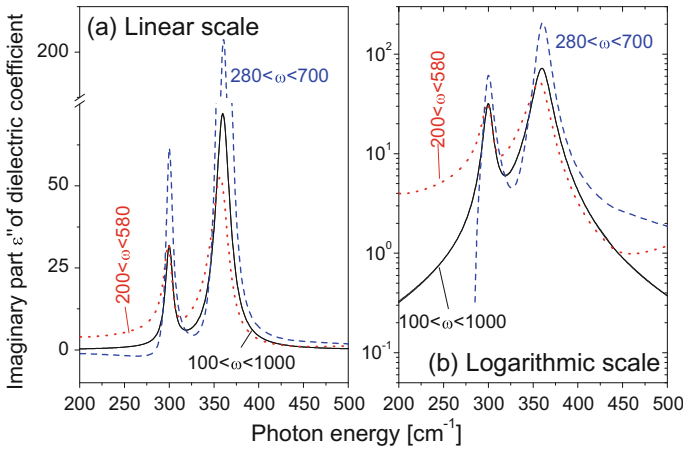 (a) Linear scale
280<ω<700
200<ω<580
100<ω<1000
200
50
25
0
200 250 300 350 400 450 500
Imaginary part ε" of dielectric coefficient
280<ω<700
200<ω<580
100<ω<1000
(b) Logarithmic scale
10²
10¹
10⁰
10⁻¹
200 250 300 350 400 450 500
Photon energy [cm⁻¹]